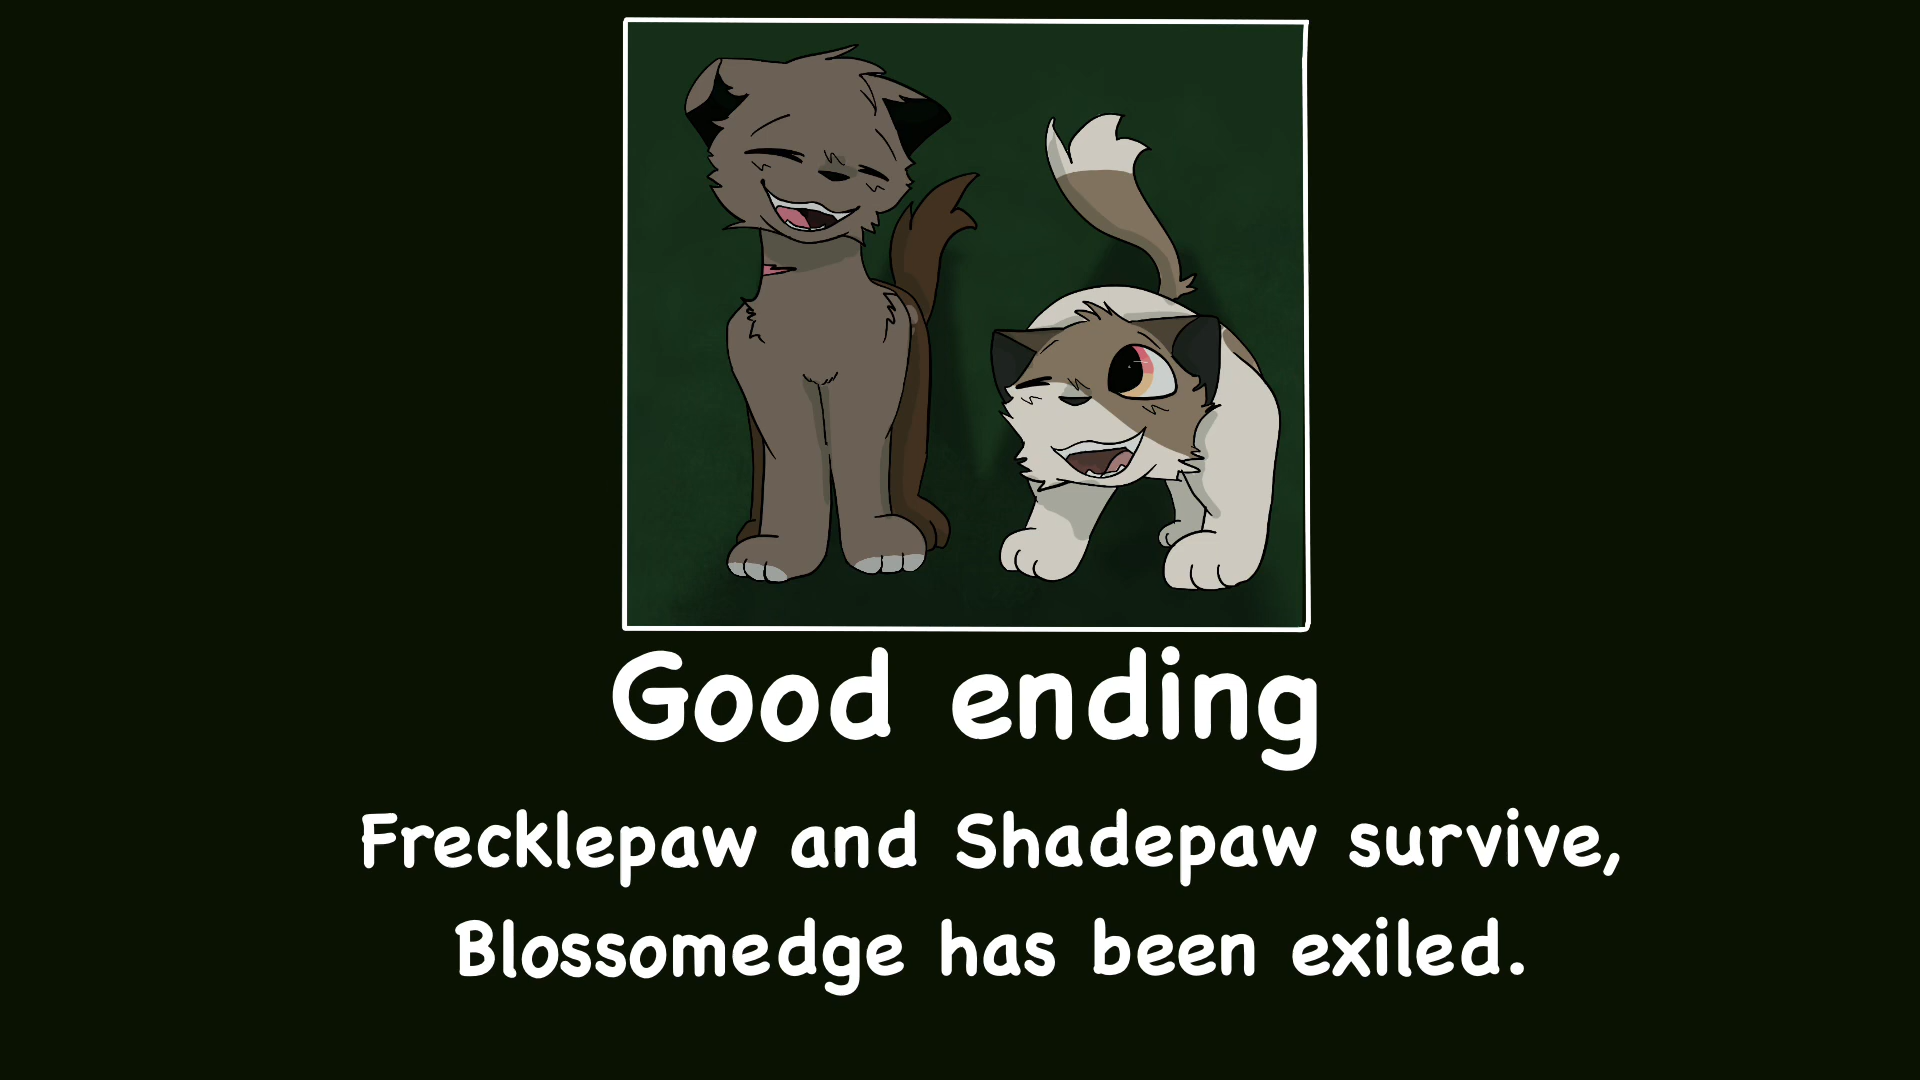 Good ending
Frecklepaw and Shadepaw survive,
Blossomedge has been exiled.